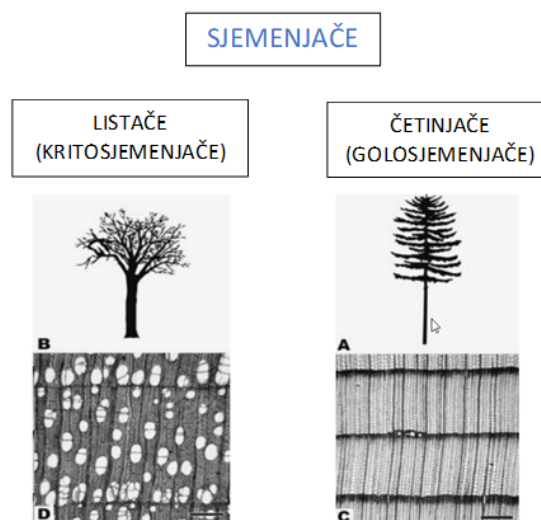 SJEMENJAČE
LISTAČE
(KRITOSJEMENJAČE)
ČETINJAČE
(GOLOSJEMENJAČE)
B
A
D
C